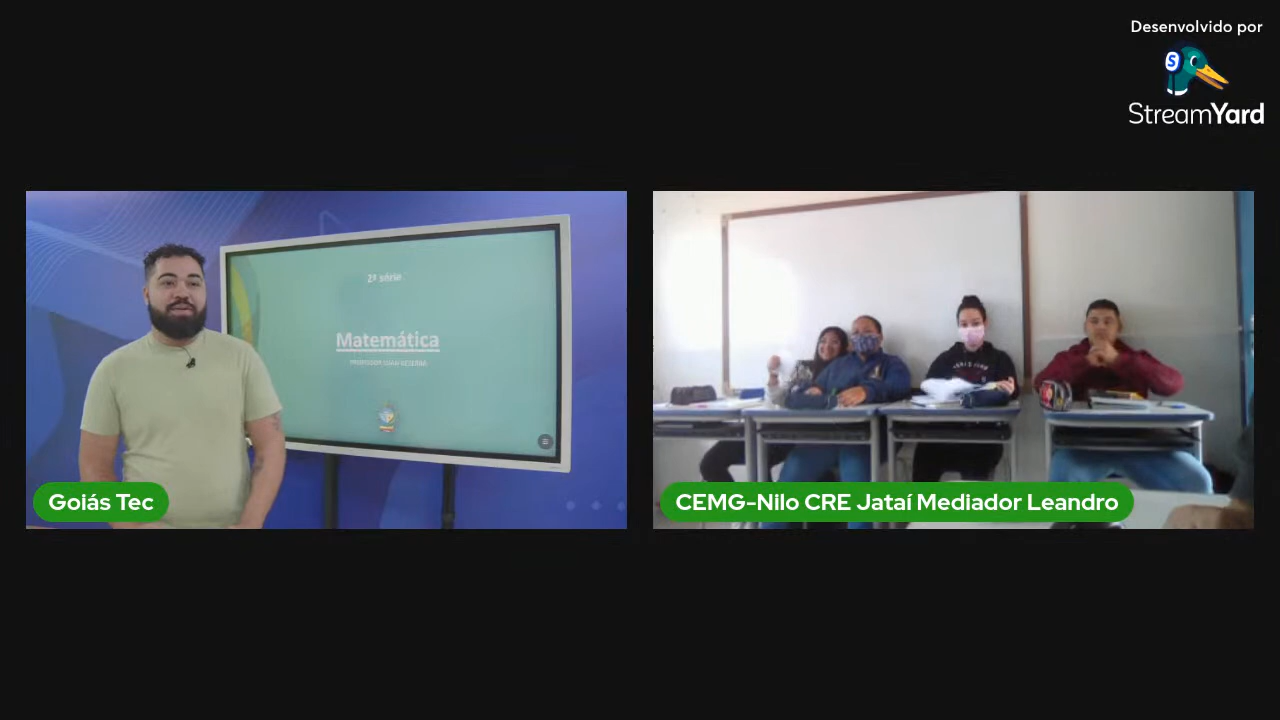 Desenvolvido por
StreamYard
2ª série
Matemática
Goiás Tec
CEMG-Nilo CRE Jataí Mediador Leandro